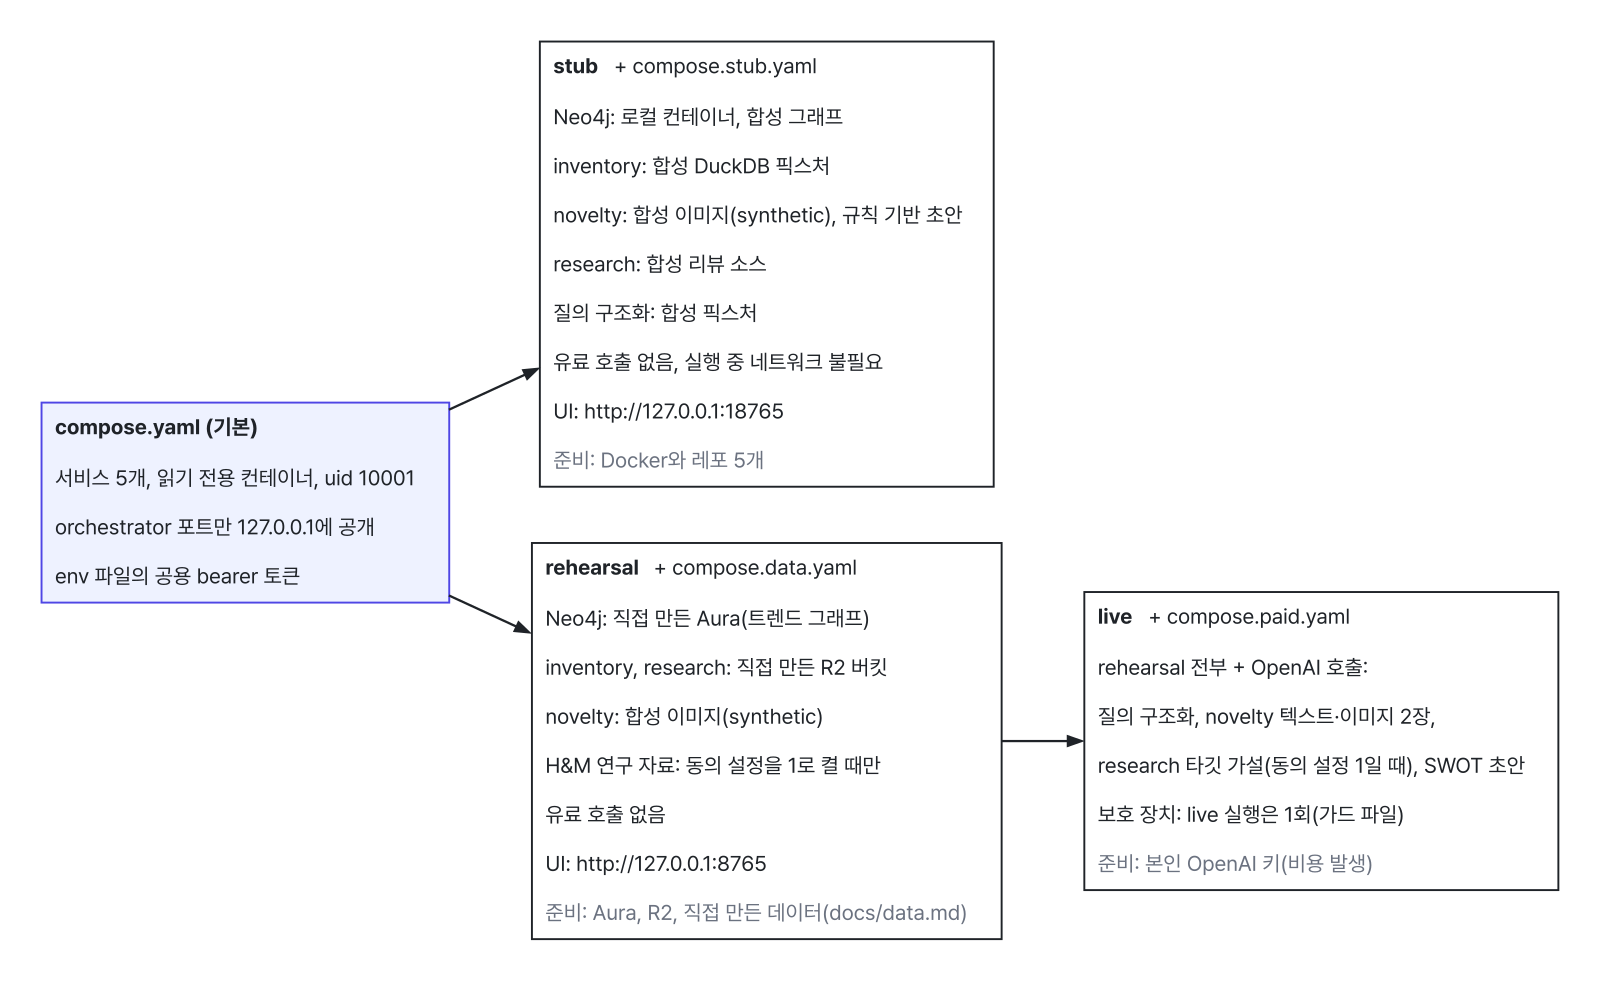 compose.yaml (기본)
서비스 5개, 읽기 전용 컨테이너, uid 10001
orchestrator 포트만 127.0.0.1에 공개
env 파일의 공용 bearer 토큰
stub + compose.stub.yaml
Neo4j: 로컬 컨테이너, 합성 그래프
inventory: 합성 DuckDB 픽스처
novelty: 합성 이미지(synthetic), 규칙 기반 초안
research: 합성 리뷰 소스
질의 구조화: 합성 픽스처
유료 호출 없음, 실행 중 네트워크 불필요
UI: http://127.0.0.1:18765
준비: Docker와 레포 5개
rehearsal + compose.data.yaml
Neo4j: 직접 만든 Aura(트렌드 그래프)
inventory, research: 직접 만든 R2 버킷
novelty: 합성 이미지(synthetic)
H&M 연구 자료: 동의 설정을 1로 켤 때만
유료 호출 없음
UI: http://127.0.0.1:8765
준비: Aura, R2, 직접 만든 데이터(docs/data.md)
live + compose.paid.yaml
rehearsal 전부 + OpenAI 호출:
질의 구조화, novelty 텍스트·이미지 2장,
research 타깃 가설(동의 설정 1일 때), SWOT 초안
보호 장치: live 실행은 1회(가드 파일)
준비: 본인 OpenAI 키(비용 발생)